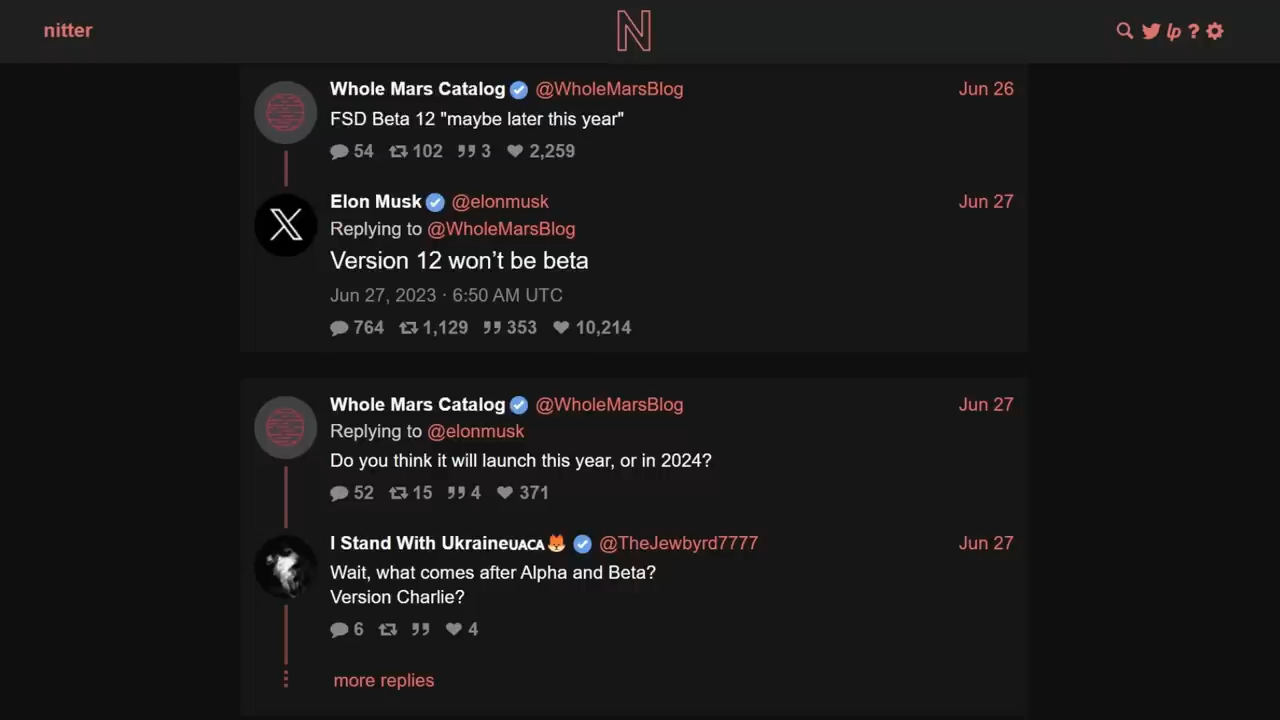 nitter
N
lp ?
Whole Mars Catalog @WholeMarsBlog Jun 26
FSD Beta 12 "maybe later this year"
54 102 3 2,259
Elon Musk @elonmusk Jun 27
X
Replying to @WholeMarsBlog
Version 12 won’t be beta
Jun 27, 2023 · 6:50 AM UTC
764 1,129 353 10,214
Whole Mars Catalog @WholeMarsBlog Jun 27
Replying to @elonmusk
Do you think it will launch this year, or in 2024?
52 15 4 371
I Stand With Ukraineᴜᴀᴄᴀ🦊 @TheJewbyrd7777 Jun 27
Wait, what comes after Alpha and Beta?
Version Charlie?
6 4
more replies